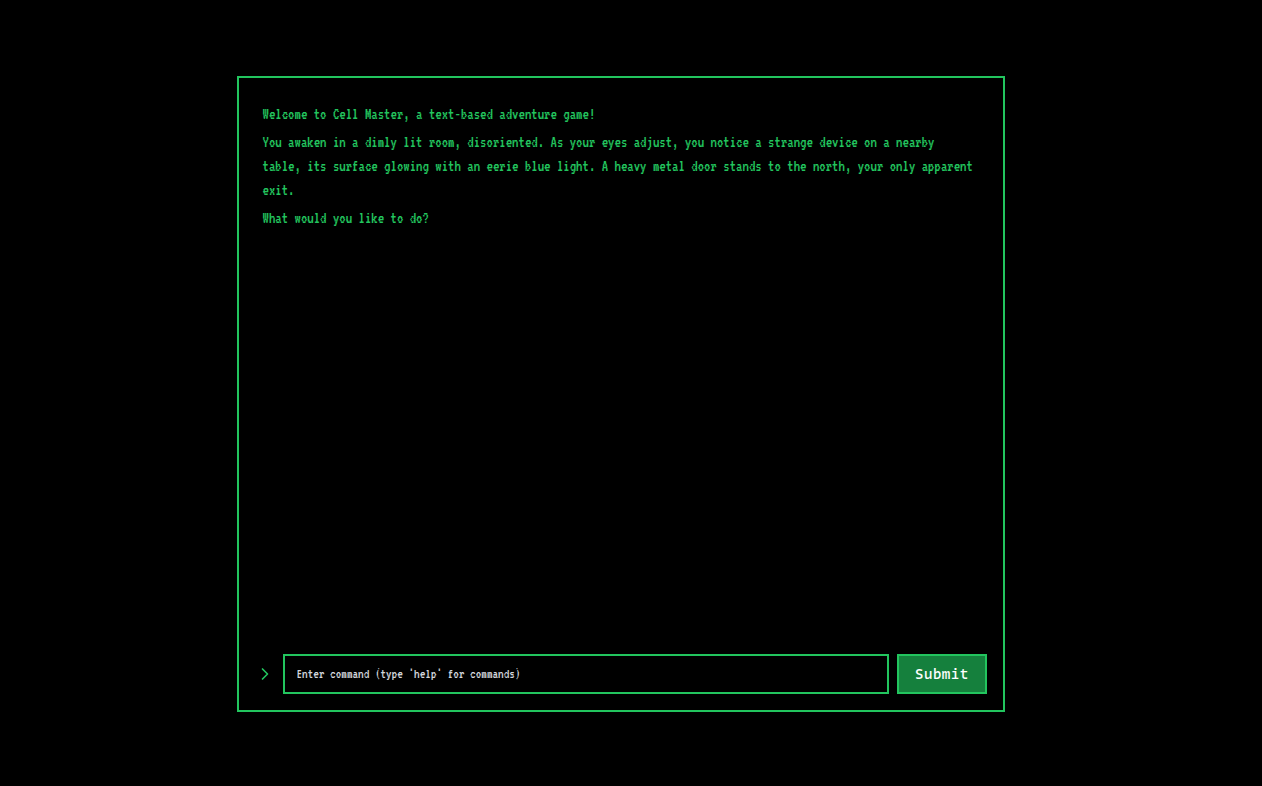 Welcome to Cell Master, a text-based adventure game!
You awaken in a dimly lit room, disoriented. As your eyes adjust, you notice a strange device on a nearby
table, its surface glowing with an eerie blue light. A heavy metal door stands to the north, your only apparent
exit.
What would you like to do?
> Enter command (type 'help' for commands) Submit